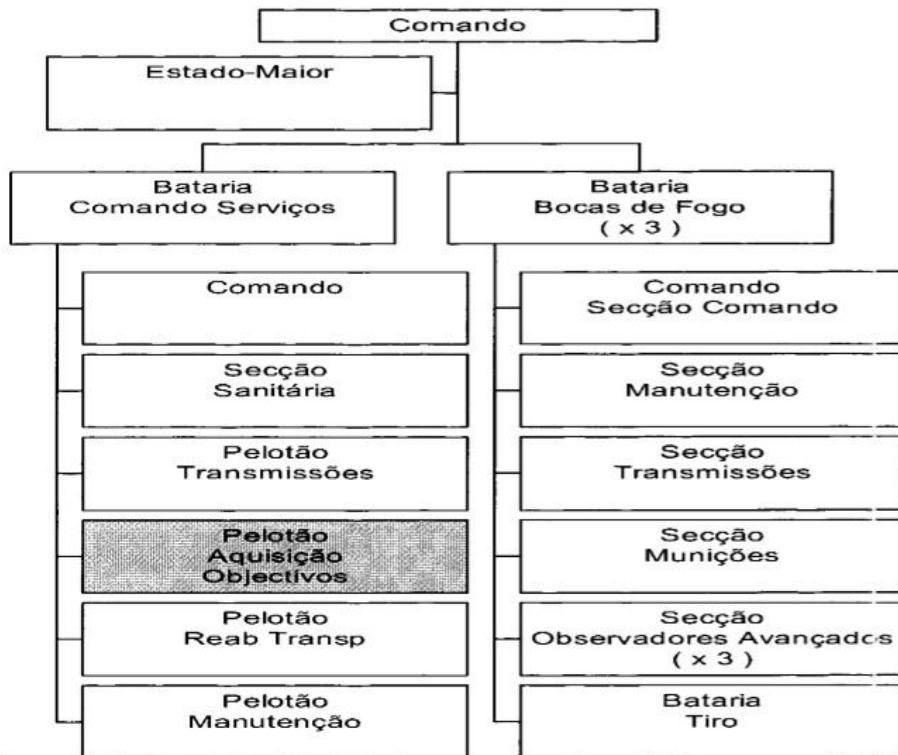 Comando
Estado-Maior
Bataria
Comando Serviços
Bataria
Bocas de Fogo
( x 3 )
Comando
Secção
Sanitária
Pelotão
Transmissões
Pelotão
Aquisição
Objectivos
Pelotão
Reab Transp
Pelotão
Manutenção
Comando
Secção Comando
Secção
Manutenção
Secção
Transmissões
Secção
Munições
Secção
Observadores Avançados
( x 3 )
Bataria
Tiro